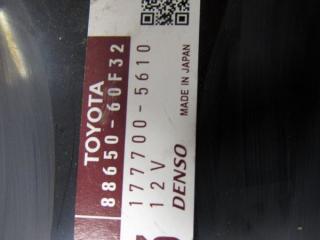 TOYOTA
88650-60F32
177700-5610
12V
DENSO
MADE IN JAPAN